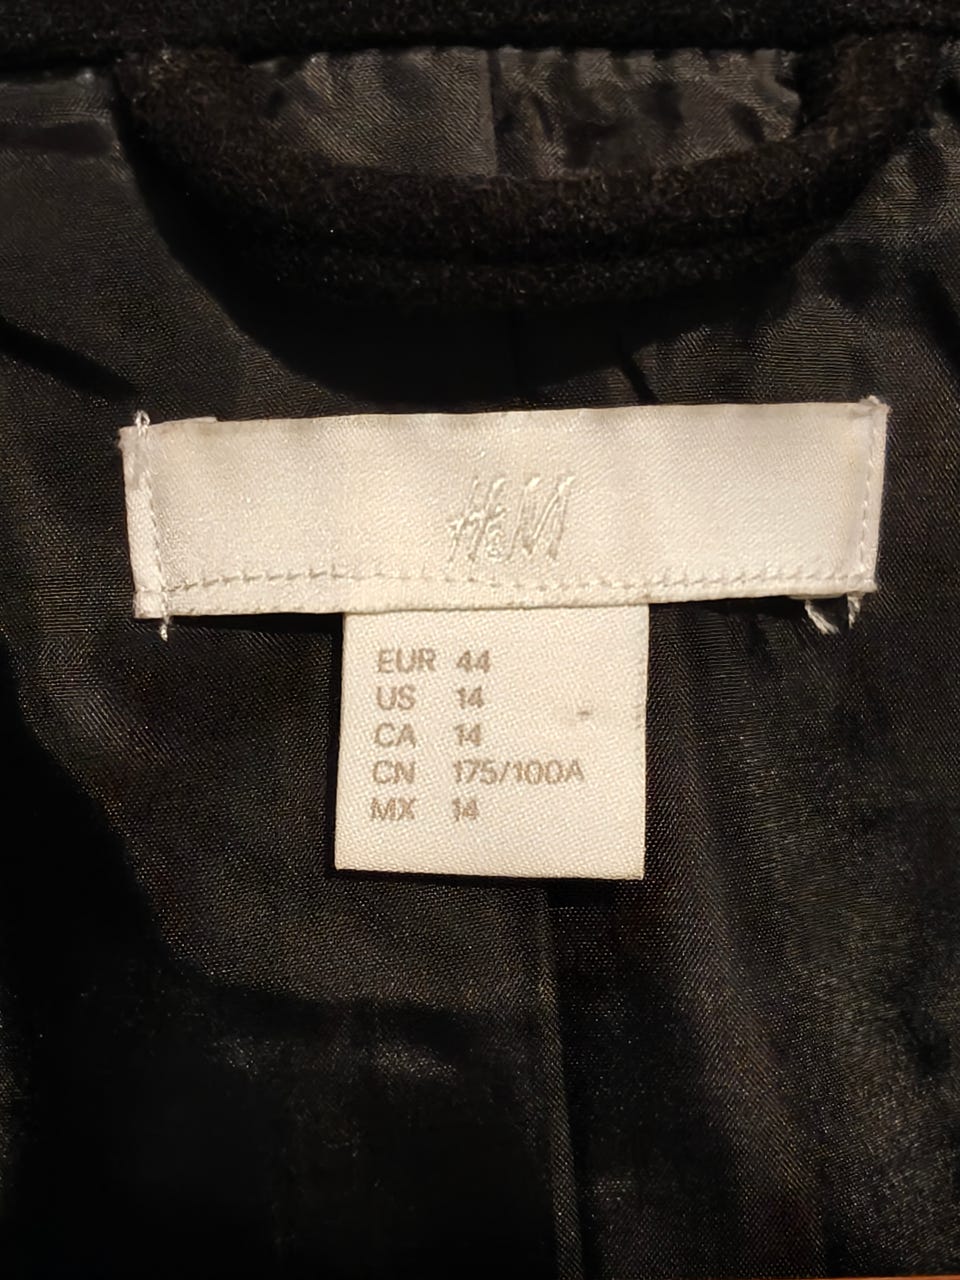 H&M
EUR 44
US 14
CA 14
CN 175/100A
MX 14